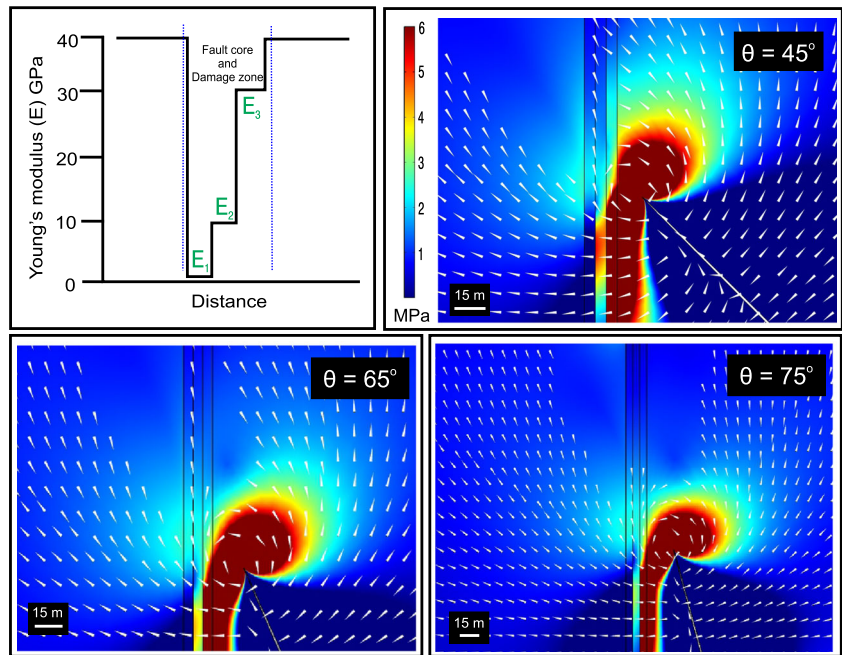 Young's modulus (E) GPa
40
30
20
10
0
Fault core
and
Damage zone
E₁
E₂
E₃
Distance
6
5
4
3
2
1
MPa
θ = 45°
15 m
θ = 65°
15 m
θ = 75°
15 m